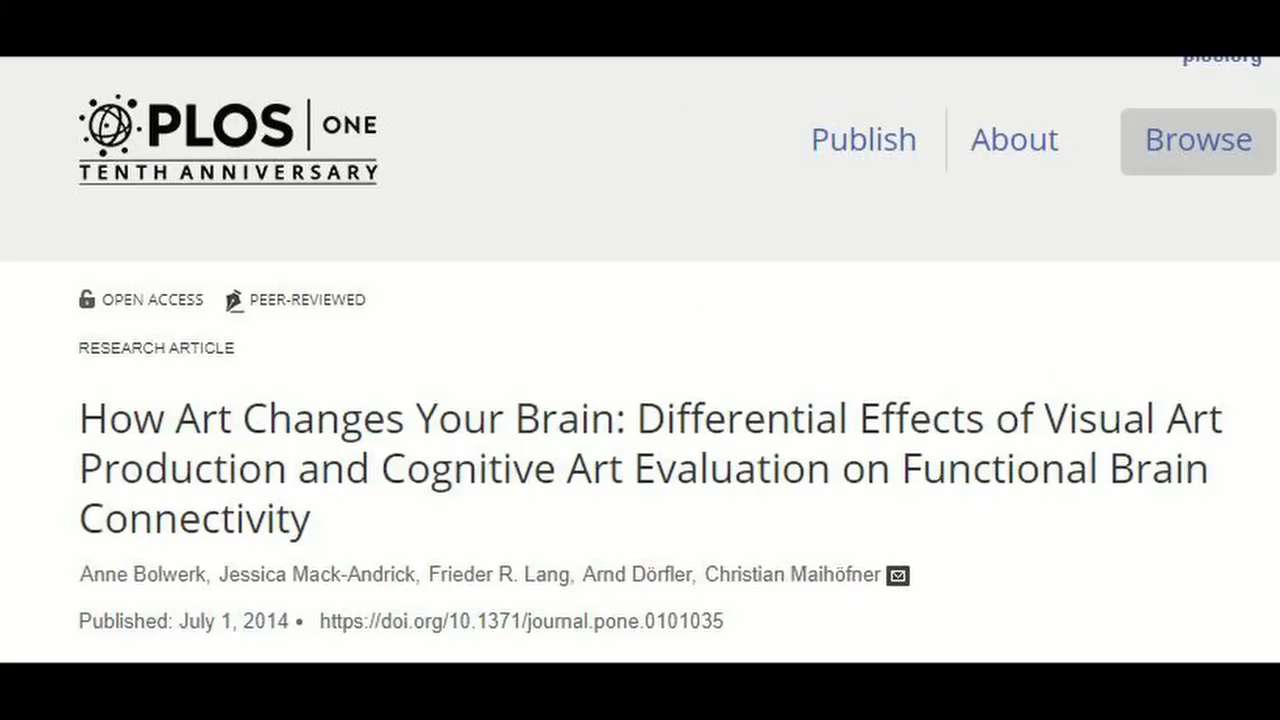 PLOS ONE
TENTH ANNIVERSARY
Publish About Browse
OPEN ACCESS PEER-REVIEWED
RESEARCH ARTICLE
How Art Changes Your Brain: Differential Effects of Visual Art
Production and Cognitive Art Evaluation on Functional Brain
Connectivity
Anne Bolwerk, Jessica Mack-Andrick, Frieder R. Lang, Arnd Dörfler, Christian Maihöfner
Published: July 1, 2014 • https://doi.org/10.1371/journal.pone.0101035